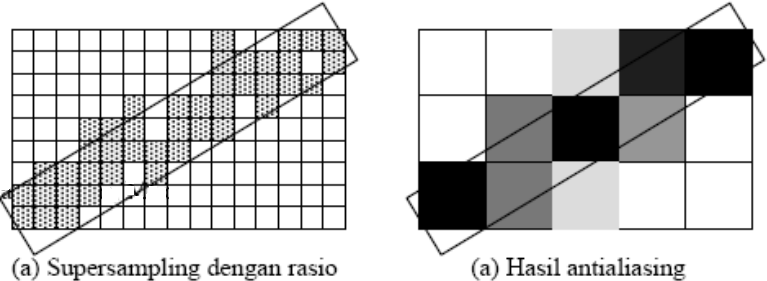 (a) Supersampling dengan rasio
(a) Hasil antialiasing